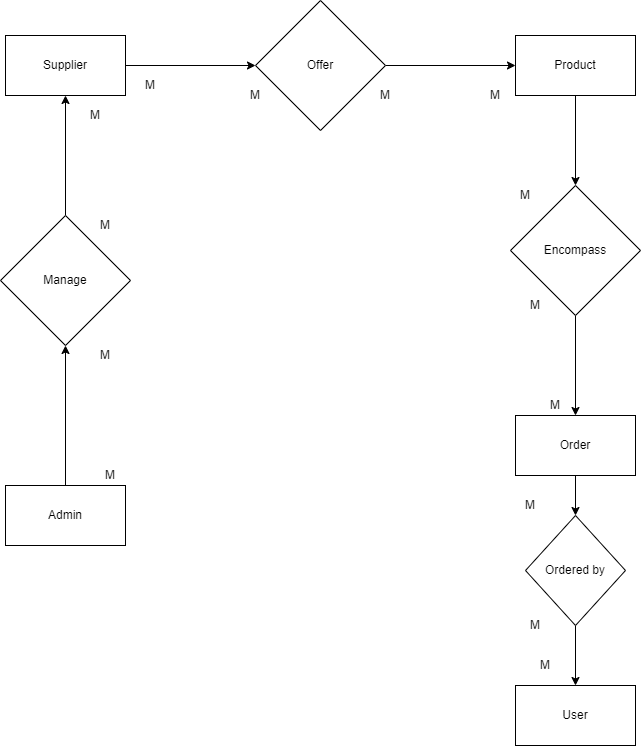 Supplier
Offer
Product
M
M
M
M
M
M
M
Manage
Encompass
M
M
M
Order
M
M
Admin
Ordered by
M
M
User